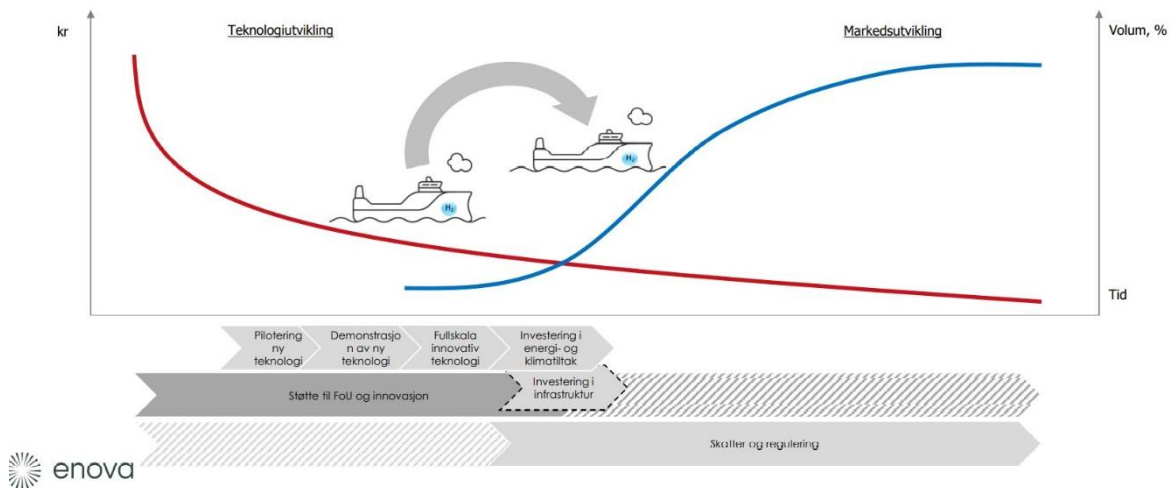 kr
Teknologiutvikling
Markedsutvikling
Volum, %
H₂
H₂
Tid
Pilotering
ny
teknologi
Demonstrasjo
n av ny
teknologi
Fullskala
innovativ
teknologi
Investering i
energi- og
klimatiltak
Støtte til FoU og innovasjon
Investering i
infrastruktur
Skatter og regulering
enova